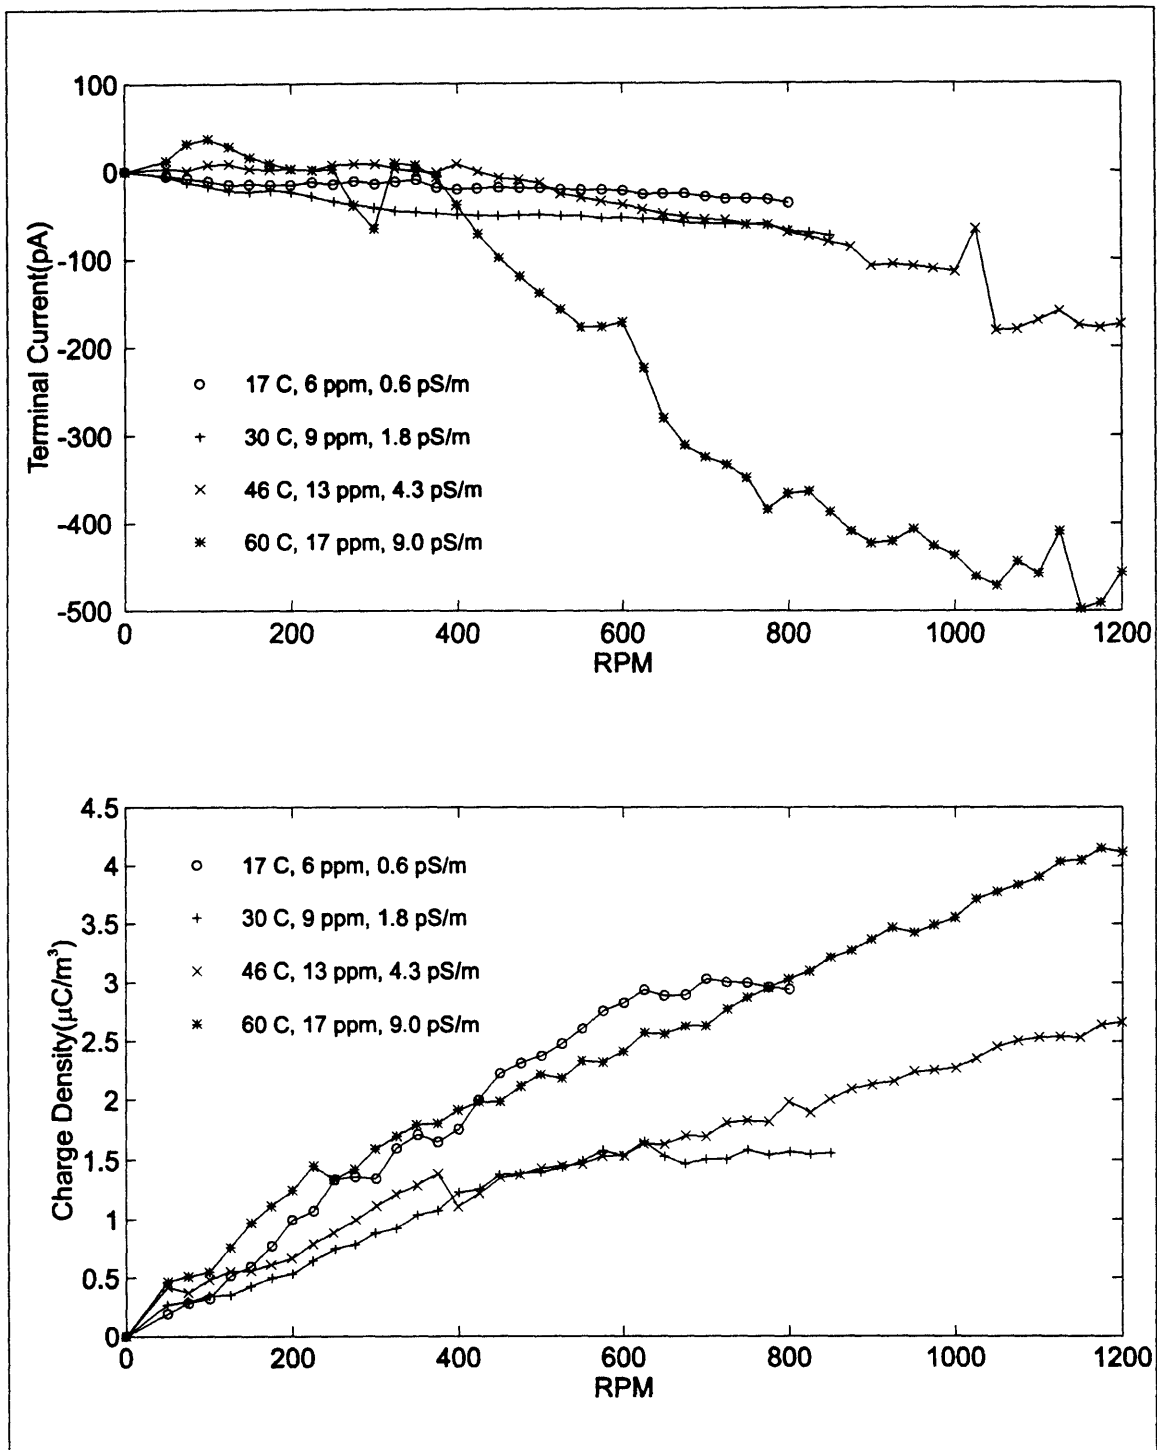 100
0
-100
-200
-300
-400
-500
Terminal Current(pA)
17 C, 6 ppm, 0.6 pS/m
30 C, 9 ppm, 1.8 pS/m
46 C, 13 ppm, 4.3 pS/m
60 C, 17 ppm, 9.0 pS/m
0 200 400 600 800 1000 1200
RPM
4.5
4
3.5
3
2.5
2
1.5
1
0.5
0
Charge Density(μC/m³)
17 C, 6 ppm, 0.6 pS/m
30 C, 9 ppm, 1.8 pS/m
46 C, 13 ppm, 4.3 pS/m
60 C, 17 ppm, 9.0 pS/m
0 200 400 600 800 1000 1200
RPM